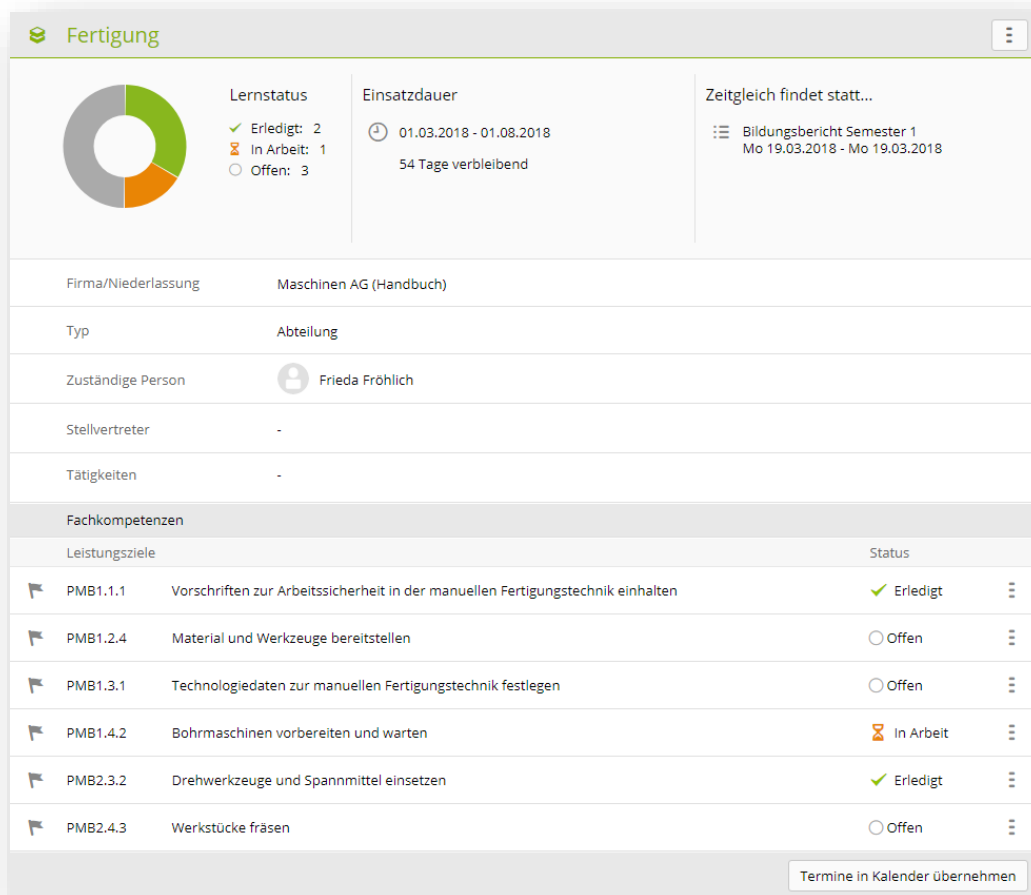 Fertigung
Lernstatus
Erledigt: 2
In Arbeit: 1
Offen: 3
Einsatzdauer
01.03.2018 - 01.08.2018
54 Tage verbleibend
Zeitgleich findet statt...
Bildungsbericht Semester 1
Mo 19.03.2018 - Mo 19.03.2018
Firma/Niederlassung Maschinen AG (Handbuch)
Typ Abteilung
Zuständige Person Frieda Fröhlich
Stellvertreter -
Tätigkeiten -
Fachkompetenzen
Leistungsziele Status
PMB1.1.1 Vorschriften zur Arbeitssicherheit in der manuellen Fertigungstechnik einhalten Erledigt
PMB1.2.4 Material und Werkzeuge bereitstellen Offen
PMB1.3.1 Technologiedaten zur manuellen Fertigungstechnik festlegen Offen
PMB1.4.2 Bohrmaschinen vorbereiten und warten In Arbeit
PMB2.3.2 Drehwerkzeuge und Spannmittel einsetzen Erledigt
PMB2.4.3 Werkstücke fräsen Offen
Termine in Kalender übernehmen